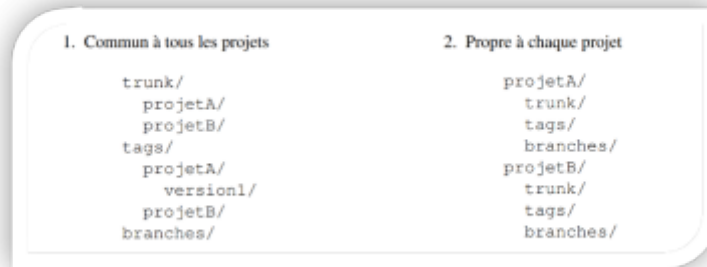 1. Commun à tous les projets
trunk/
projetA/
projetB/
tags/
projetA/
version1/
projetB/
branches/
2. Propre à chaque projet
projetA/
trunk/
tags/
branches/
projetB/
trunk/
tags/
branches/